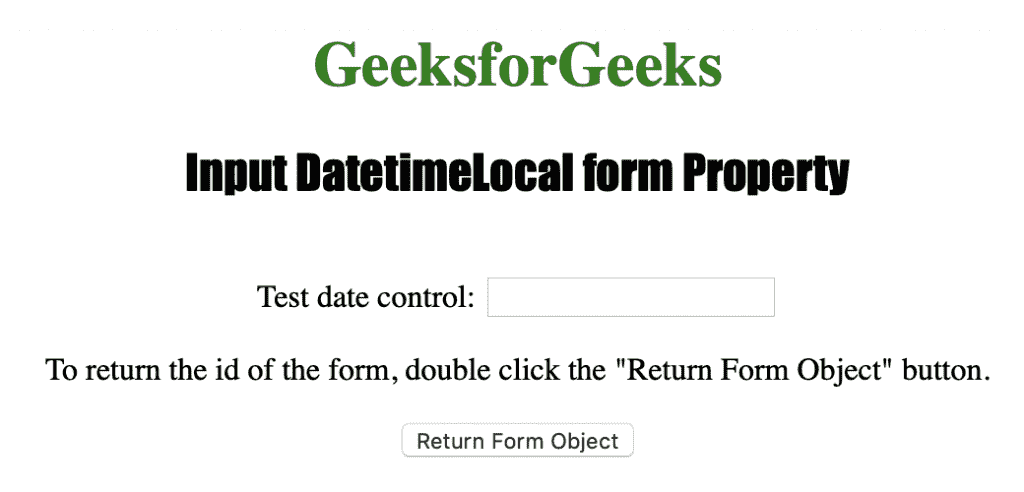 GeeksforGeeks
Input DatetimeLocal form Property
Test date control:
To return the id of the form, double click the "Return Form Object" button.
Return Form Object